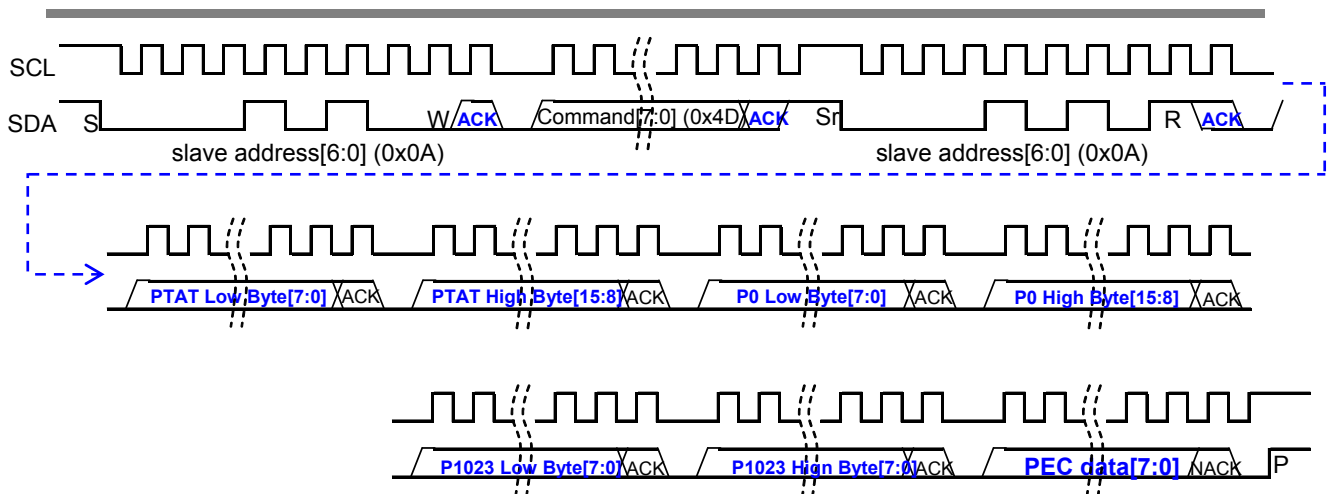 SCL
SDA S W ACK Command[7:0] (0x4D) ACK Sr R ACK
slave address[6:0] (0x0A) slave address[6:0] (0x0A)
PTAT Low Byte[7:0] ACK PTAT High Byte[15:8] ACK P0 Low Byte[7:0] ACK P0 High Byte[15:8] ACK
P1023 Low Byte[7:0] ACK P1023 Hign Byte[7:0] ACK PEC data[7:0] NACK P